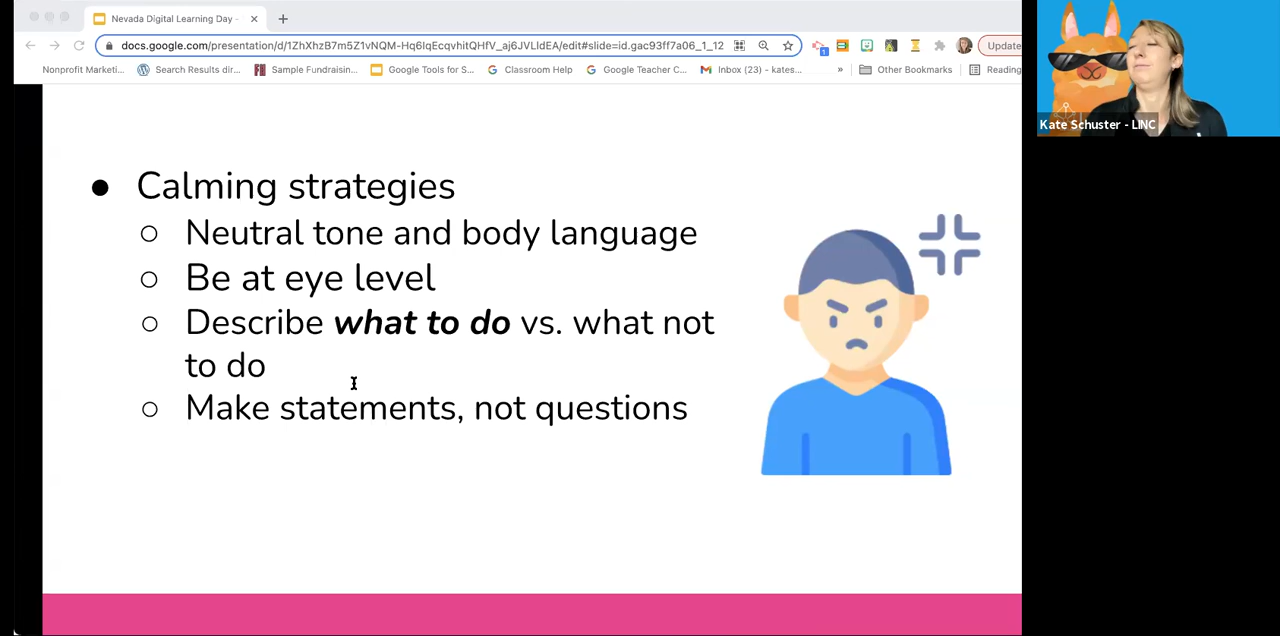 Nevada Digital Learning Day -
docs.google.com/presentation/d/1ZhXhzB7m5Z1vNQM-Hq6IqEcqvhitQHfV_aj6JVLIdEA/edit#slide=id.gac93ff7a06_1_12
1
Update
Nonprofit Marketi... Search Results dir... Sample Fundraisin... Google Tools for S... Classroom Help Google Teacher C... Inbox (23) - kates... » Other Bookmarks Reading
Kate Schuster - LINC
● Calming strategies
○ Neutral tone and body language
○ Be at eye level
○ Describe what to do vs. what not
to do
○ Make statements, not questions